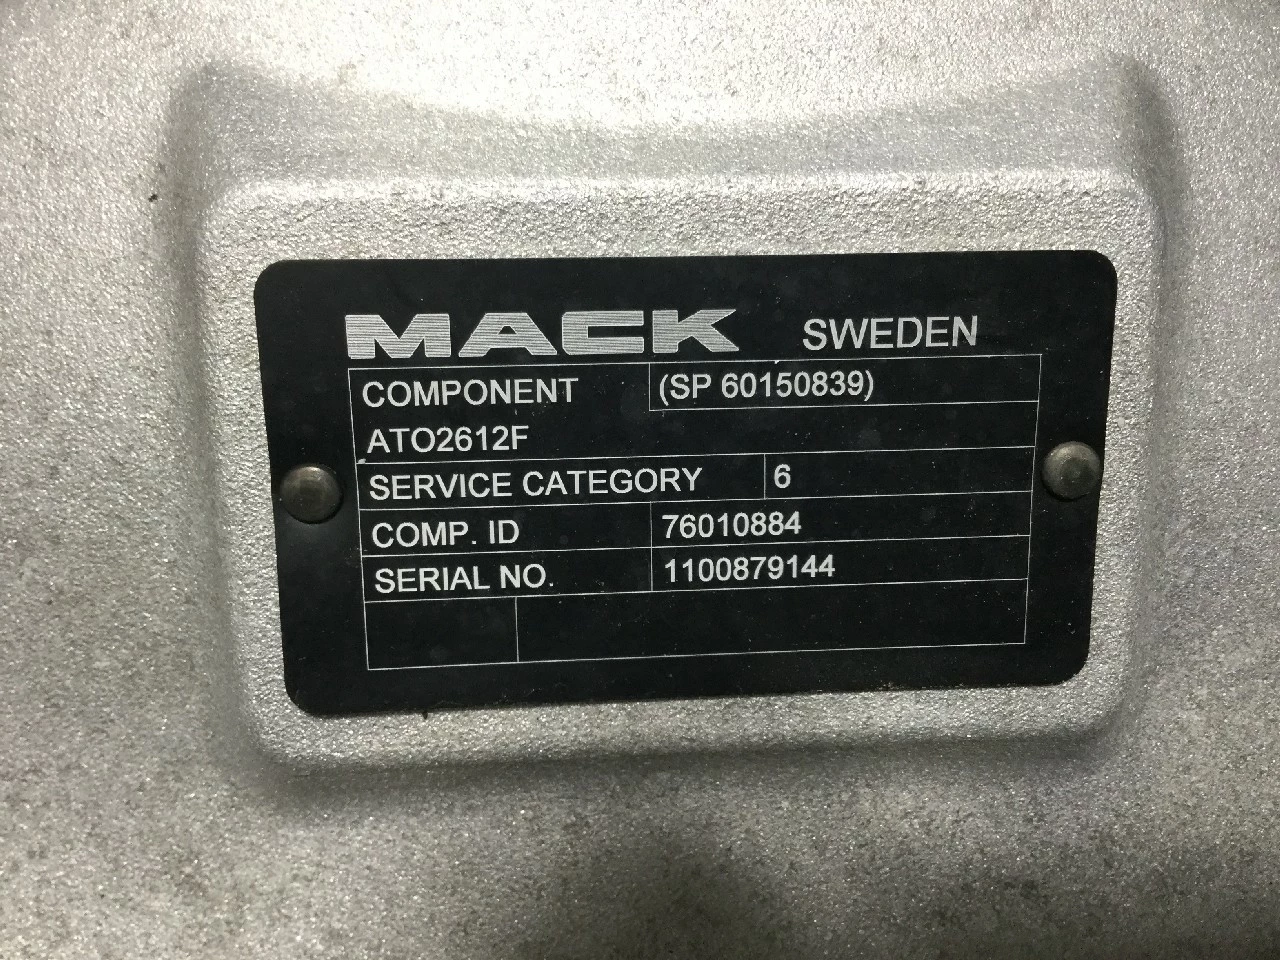 MACK SWEDEN
COMPONENT (SP 60150839)
ATO2612F
SERVICE CATEGORY 6
COMP. ID 76010884
SERIAL NO. 1100879144